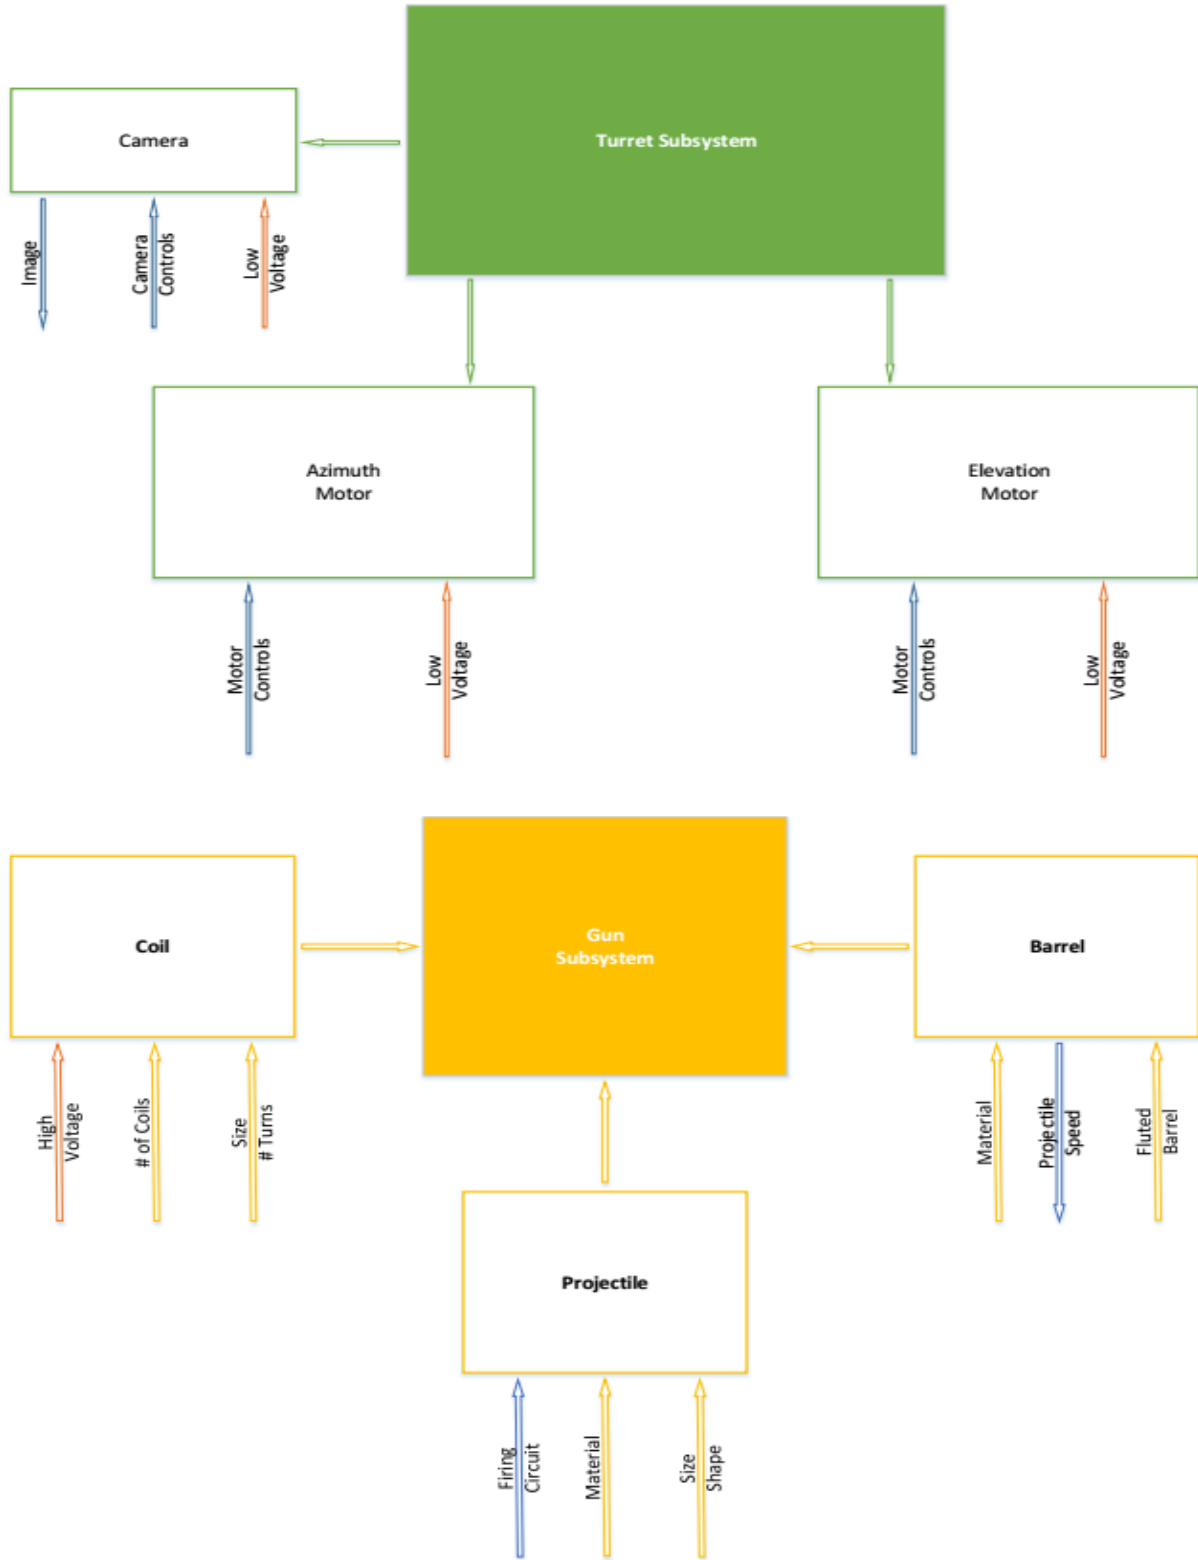 Turret Subsystem
Camera
Image
Camera
Controls
Low
Voltage
Azimuth
Motor
Elevation
Motor
Motor
Controls
Low
Voltage
Motor
Controls
Low
Voltage
Gun
Subsystem
Coil
Barrel
High
Voltage
# of Coils
Size
# Turns
Material
Projectile
Speed
Fluted
Barrel
Projectile
Firing
Circuit
Material
Size
Shape